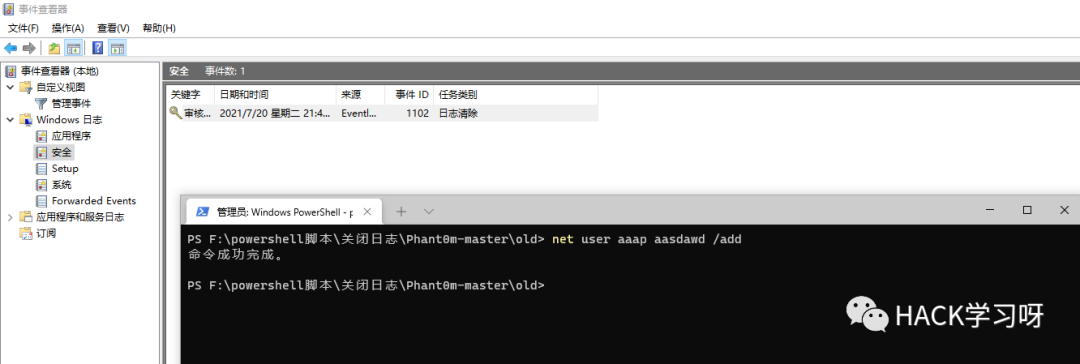 事件查看器
文件(F) 操作(A) 查看(V) 帮助(H)
事件查看器 (本地)
自定义视图
管理事件
Windows 日志
应用程序
安全
Setup
系统
Forwarded Events
应用程序和服务日志
订阅
安全 事件数: 1
关键字 日期和时间 来源 事件 ID 任务类别
审核... 2021/7/20 星期二 21:4... Eventl... 1102 日志清除
管理员: Windows PowerShell - p
PS F:\powershell脚本\关闭日志\Phant0m-master\old> net user aaap aasdawd /add
命令成功完成。
PS F:\powershell脚本\关闭日志\Phant0m-master\old>
HACK学习呀